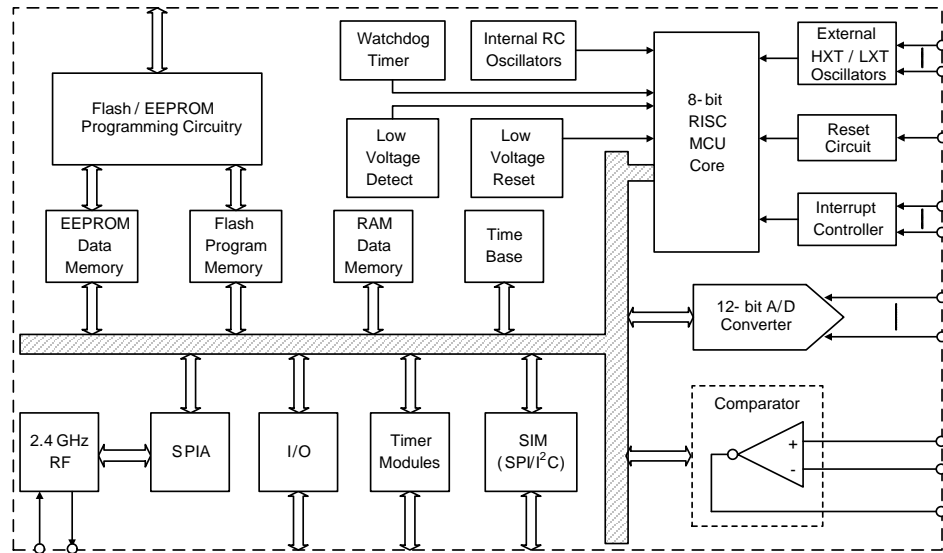 Watchdog
Timer
Internal RC
Oscillators
External
HXT / LXT
Oscillators
Flash / EEPROM
Programming Circuitry
8-bit
RISC
MCU
Core
Low
Voltage
Detect
Low
Voltage
Reset
Reset
Circuit
EEPROM
Data
Memory
Flash
Program
Memory
RAM
Data
Memory
Time
Base
Interrupt
Controller
12- bit A/D
Converter
Comparator
2.4 GHz
RF
SPIA
I/O
Timer
Modules
SIM
(SPI/I²C)
+
-